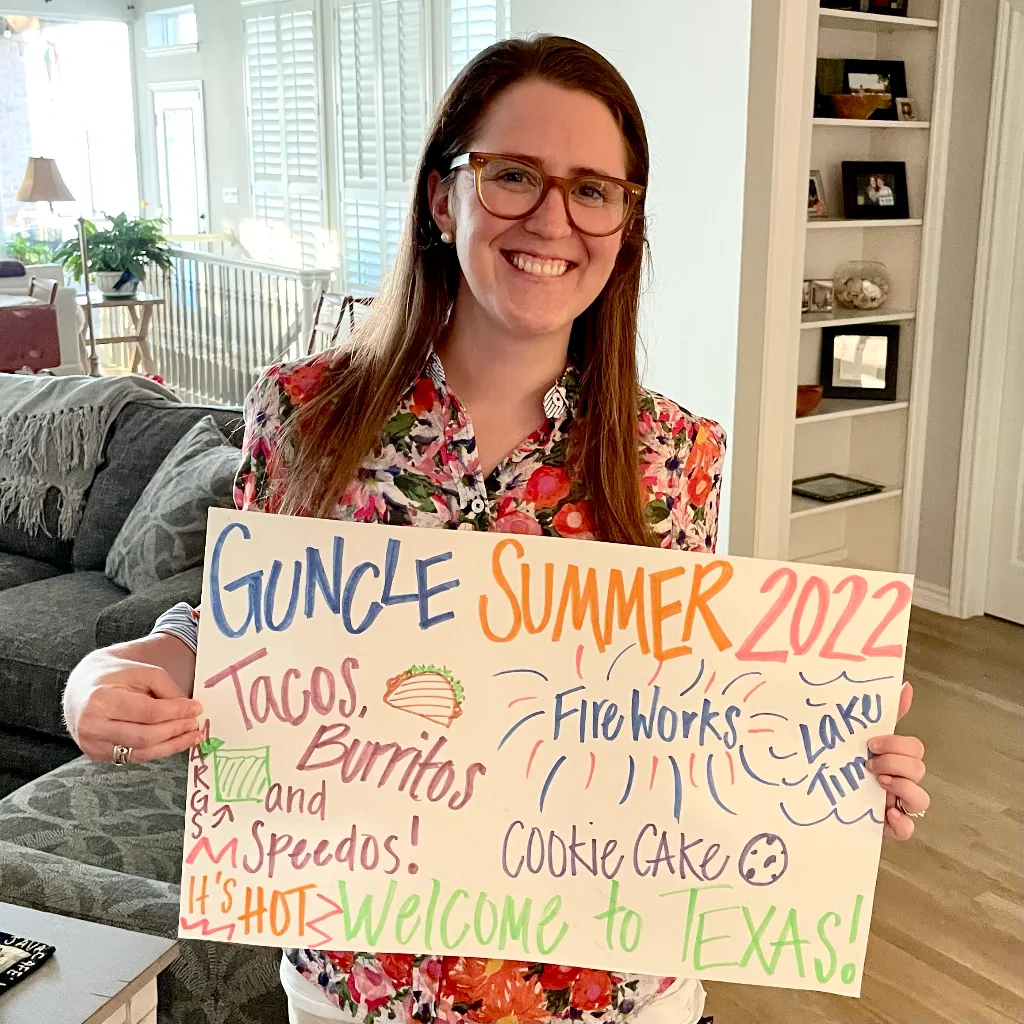 GUNCLE SUMMER 2022
Tacos,
Burritos
and
Speedos!
MARGS
FireWorks
Lake
Time
Cookie Cake
It's HOT
Welcome to TEXAS!